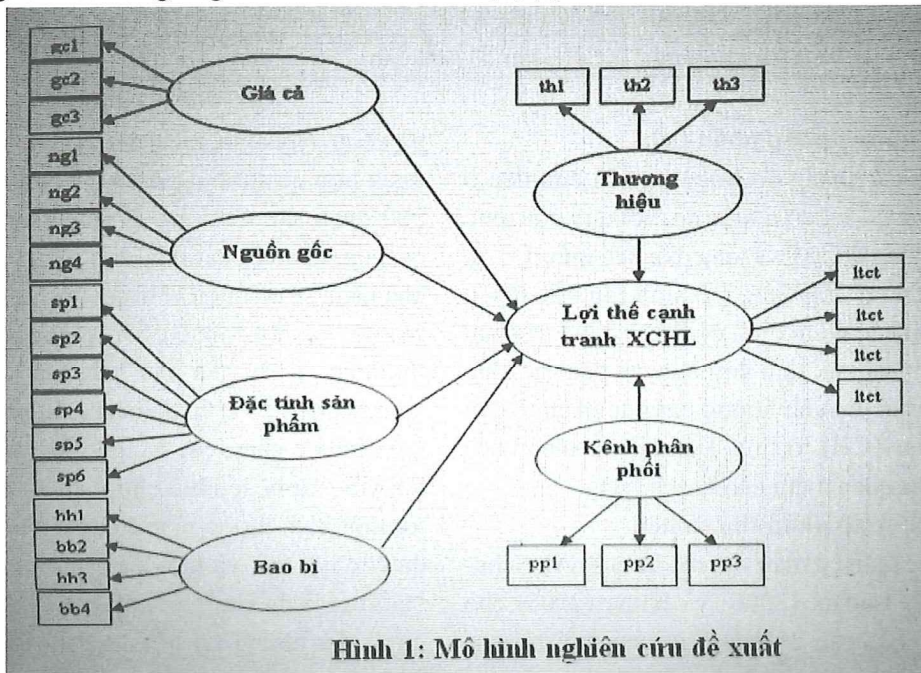 gc1
gc2
gc3
Giá cả
ng1
ng2
ng3
ng4
Nguồn gốc
sp1
sp2
sp3
sp4
sp5
sp6
Đặc tính sản
phẩm
bb1
bb2
bb3
bb4
Bao bì
th1 th2 th3
Thương
hiệu
Lợi thế cạnh
tranh XCHL
ltct
ltct
ltct
ltct
Kênh phân
phối
pp1 pp2 pp3
Hình 1: Mô hình nghiên cứu đề xuất